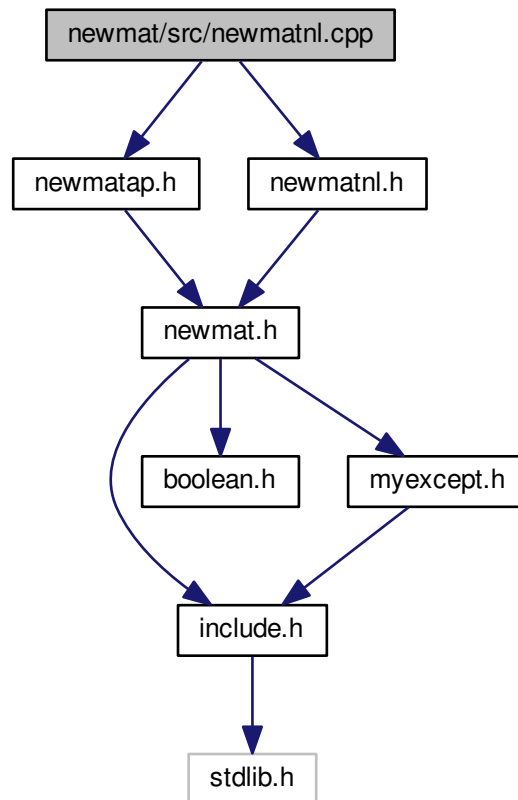 newmat/src/newmatnl.cpp
newmatap.h
newmatnl.h
newmat.h
boolean.h
myexcept.h
include.h
stdlib.h